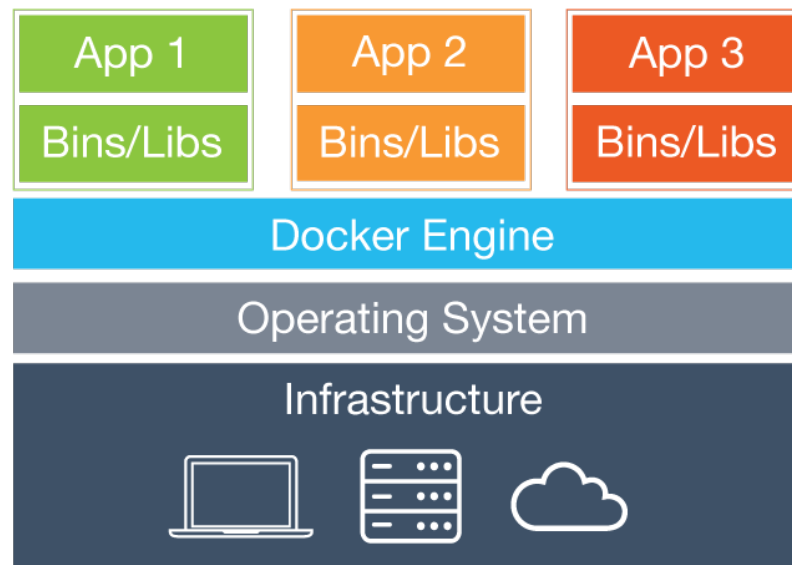 App 1
App 2
App 3
Bins/Libs
Bins/Libs
Bins/Libs
Docker Engine
Operating System
Infrastructure